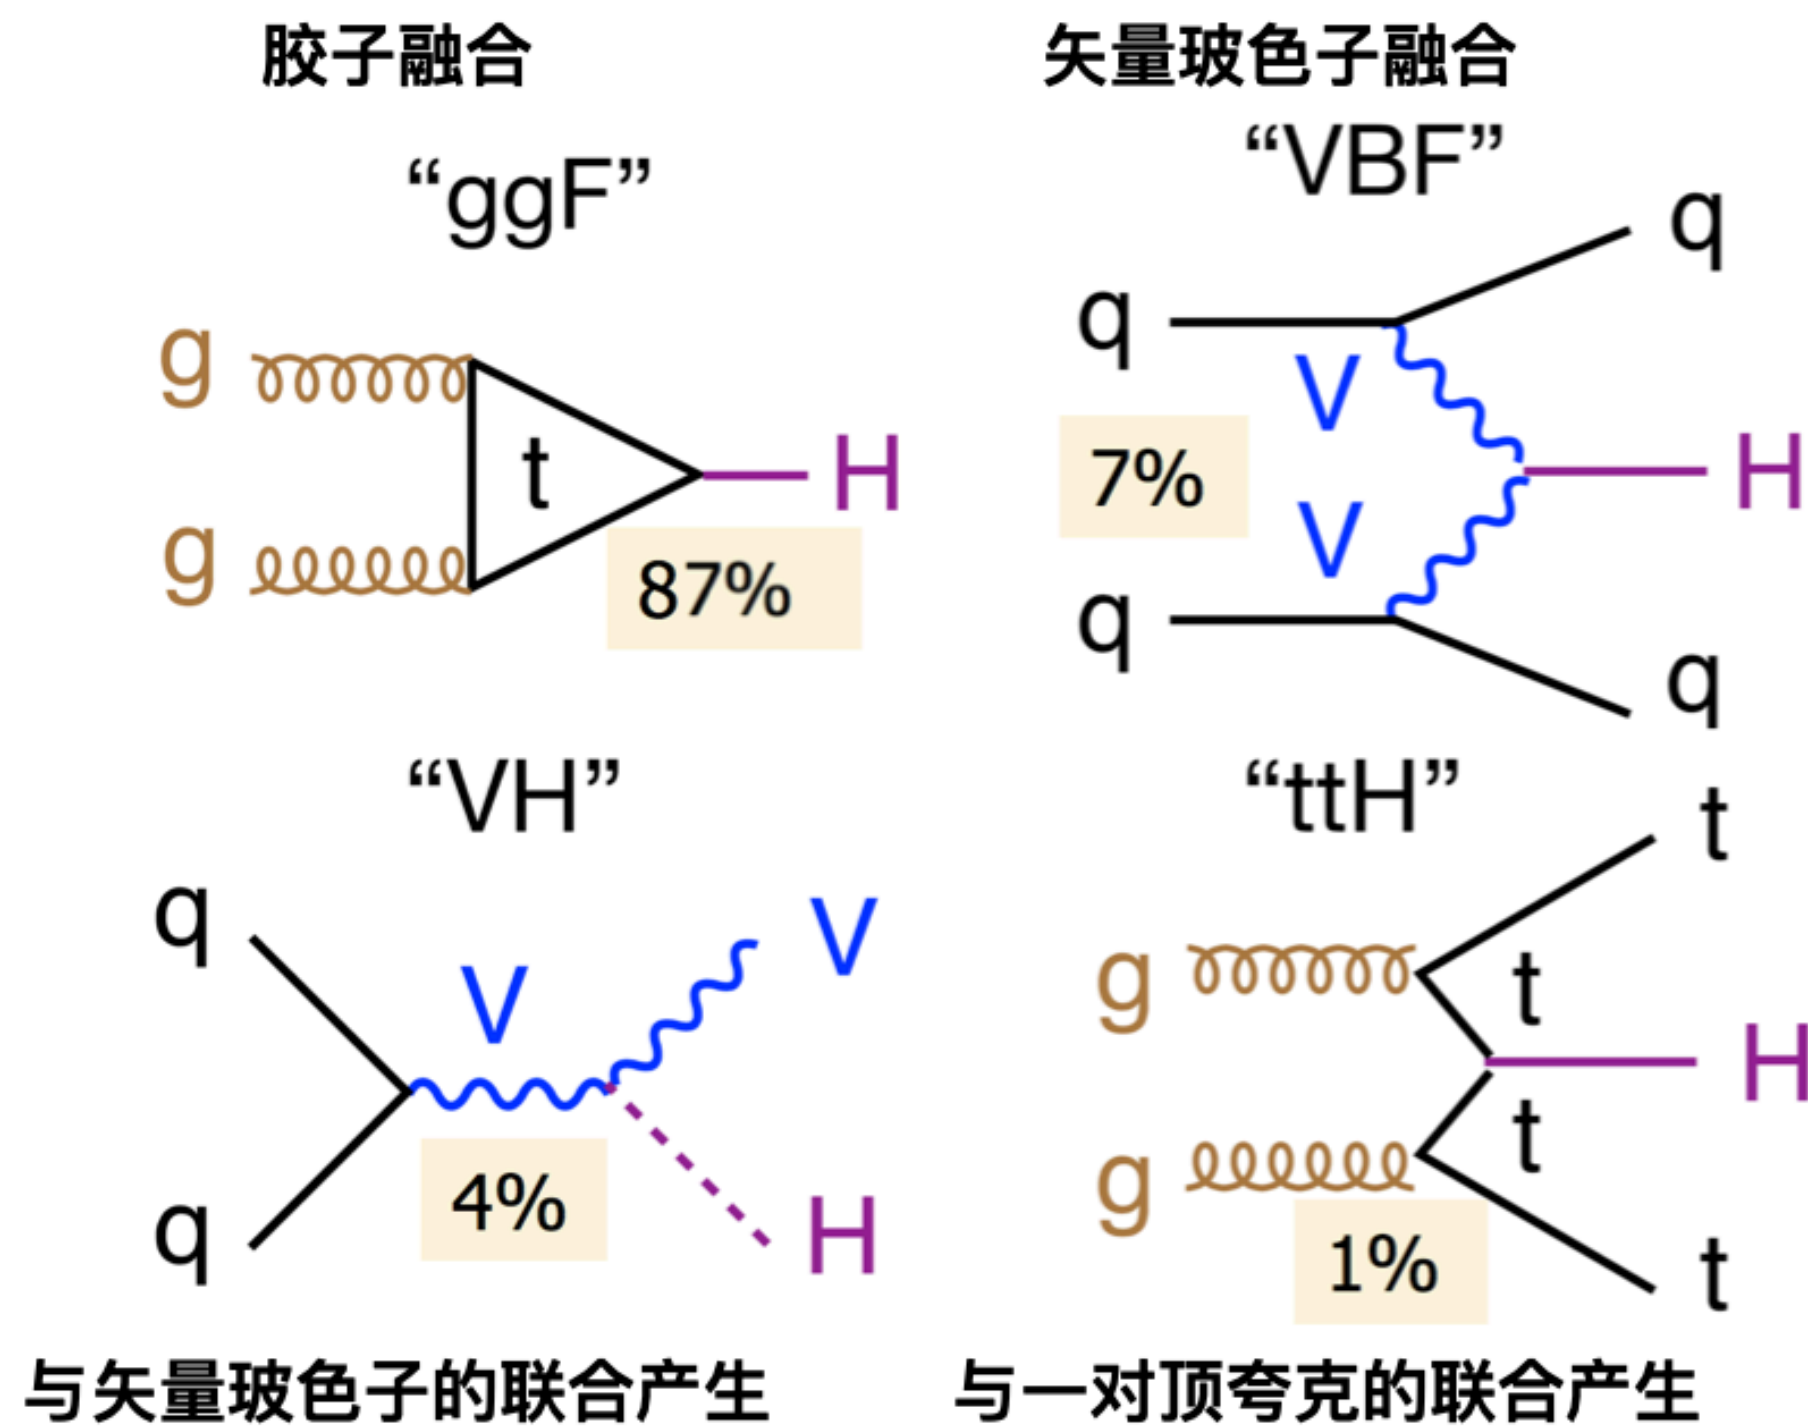 胶子融合
“ggF”
g
g
t
H
87%
矢量玻色子融合
“VBF”
q
q
V
7%
V
H
q
q
“VH”
q
V
V
4%
q
H
与矢量玻色子的联合产生
“ttH”
t
g
t
H
g
t
1%
t
与一对顶夸克的联合产生